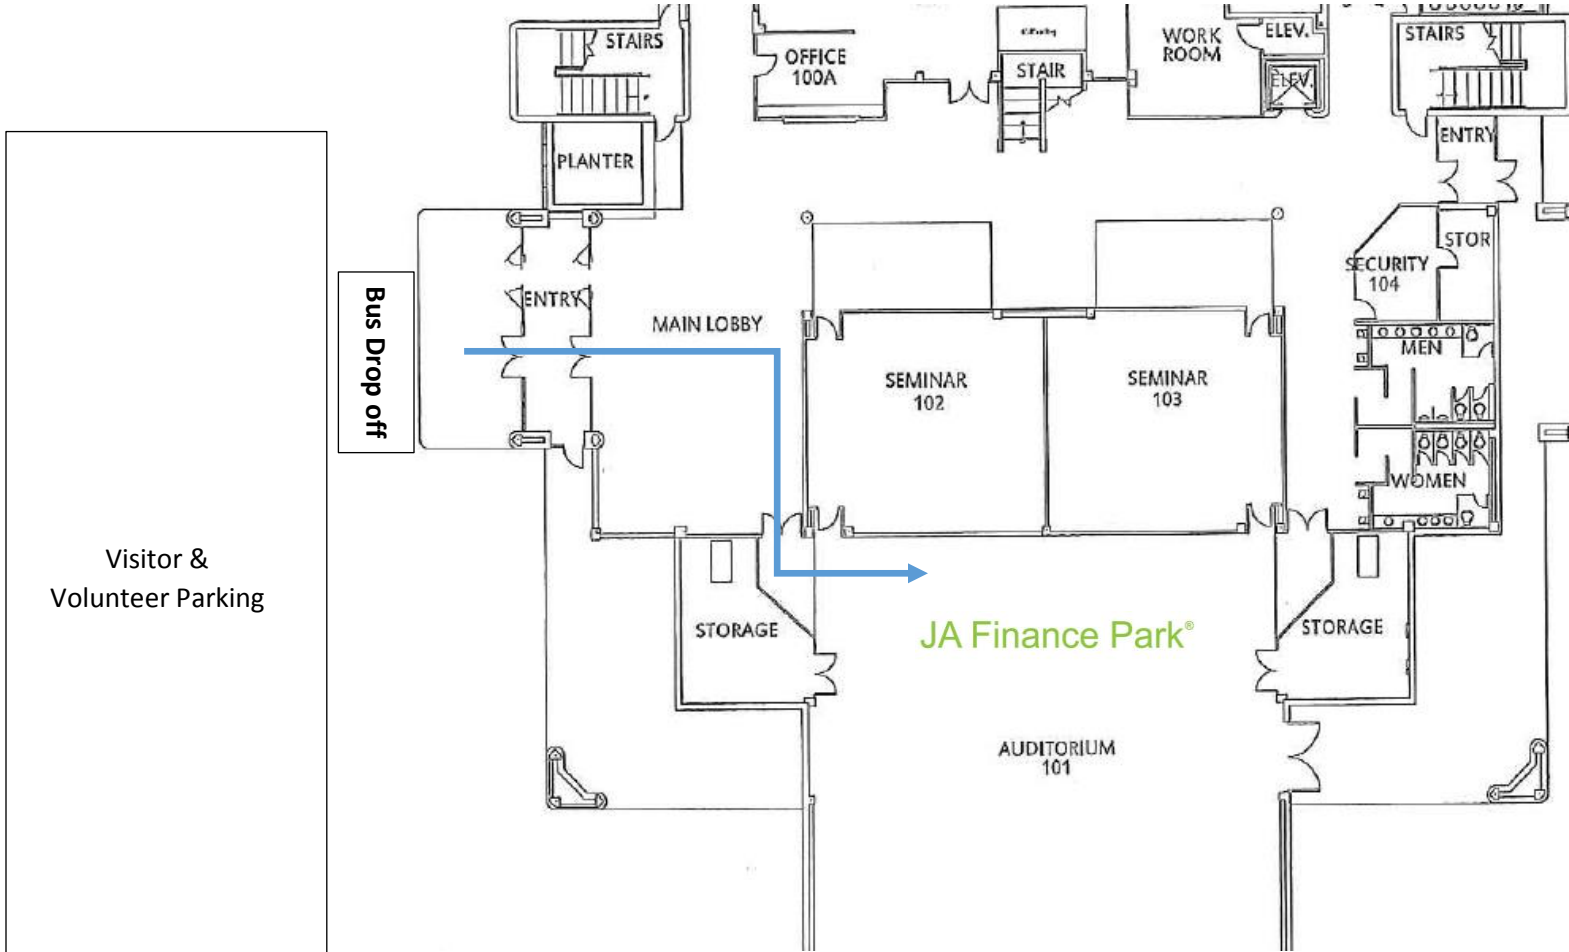 STAIRS
OFFICE
100A
STAIR
WORK
ROOM
ELEV.
ELEV.
STAIRS
PLANTER
ENTRY
STOR
SECURITY
104
Bus Drop off
ENTRY
MAIN LOBBY
MEN
SEMINAR
102
SEMINAR
103
WOMEN
Visitor &
Volunteer Parking
STORAGE
JA Finance Park®
STORAGE
AUDITORIUM
101